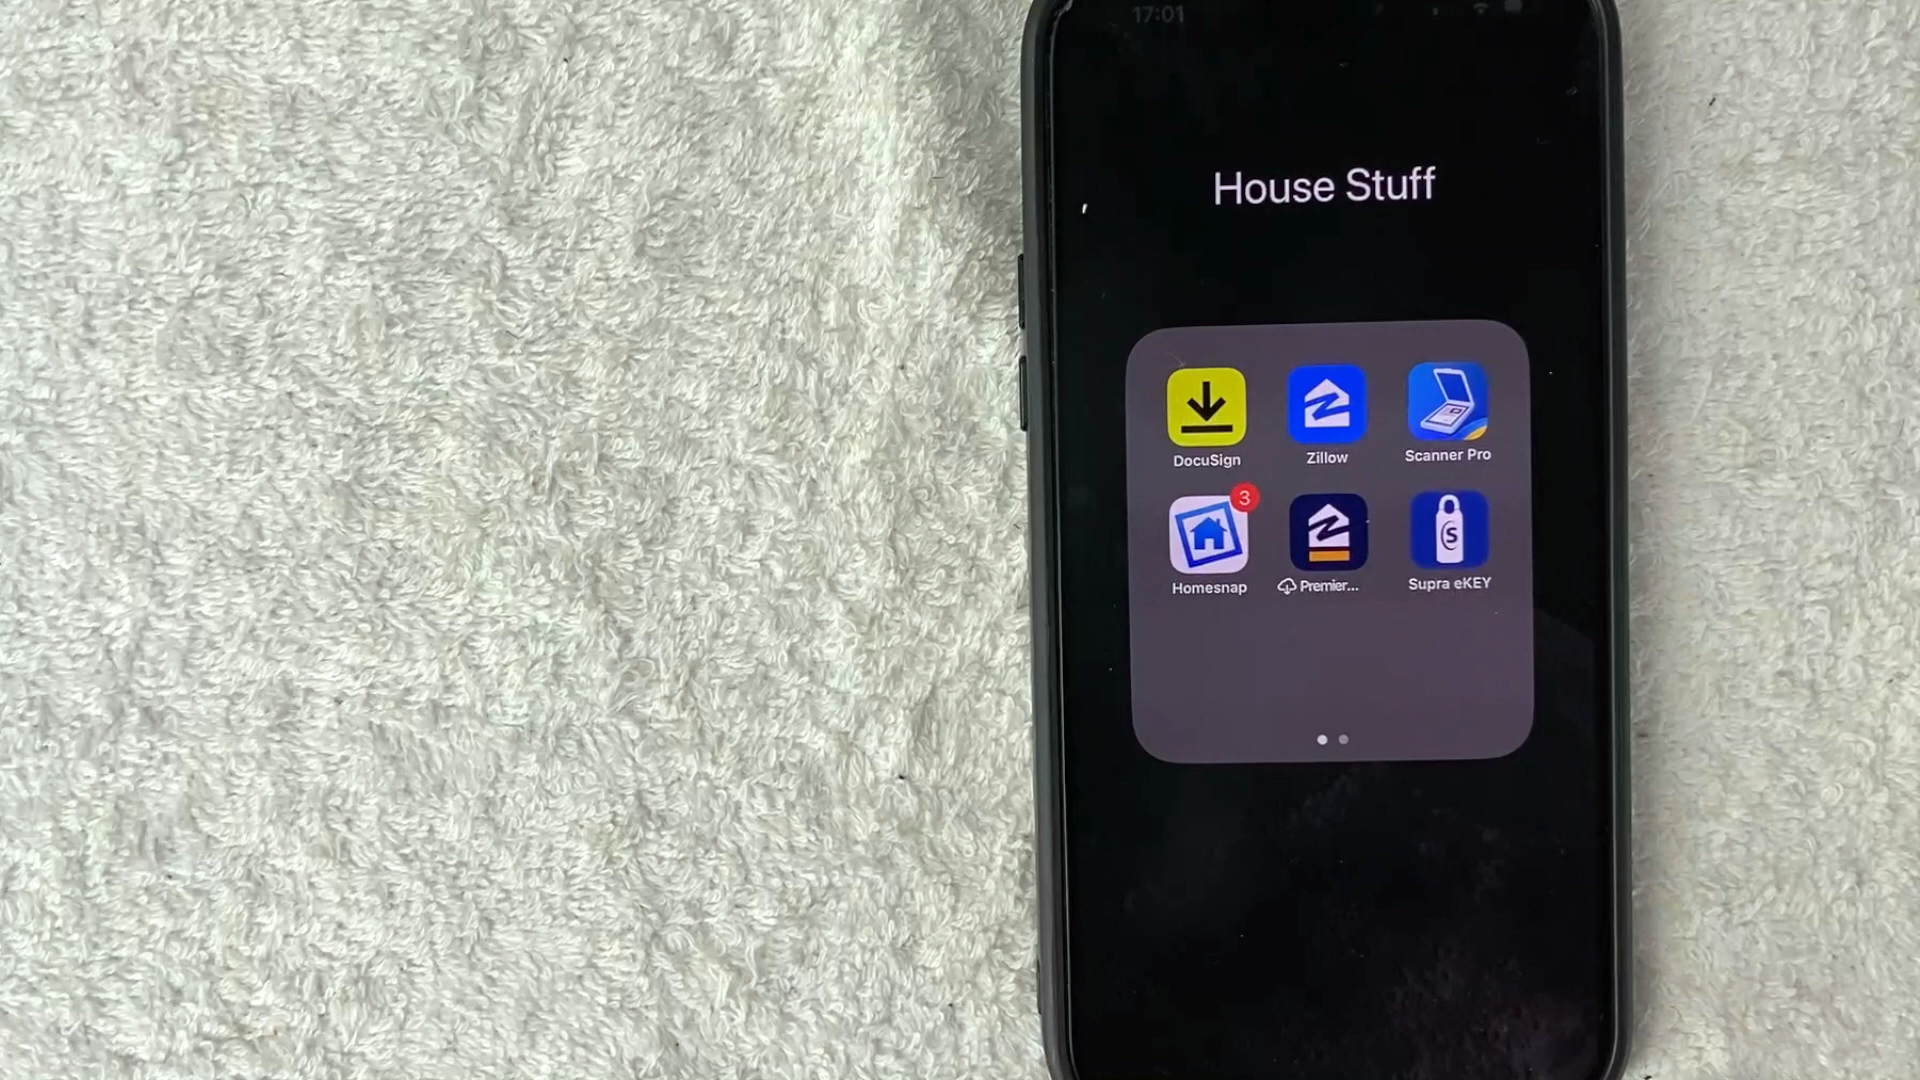 17:01
House Stuff
DocuSign
Zillow
Scanner Pro
3
Homesnap
Premier...
S
Supra eKEY